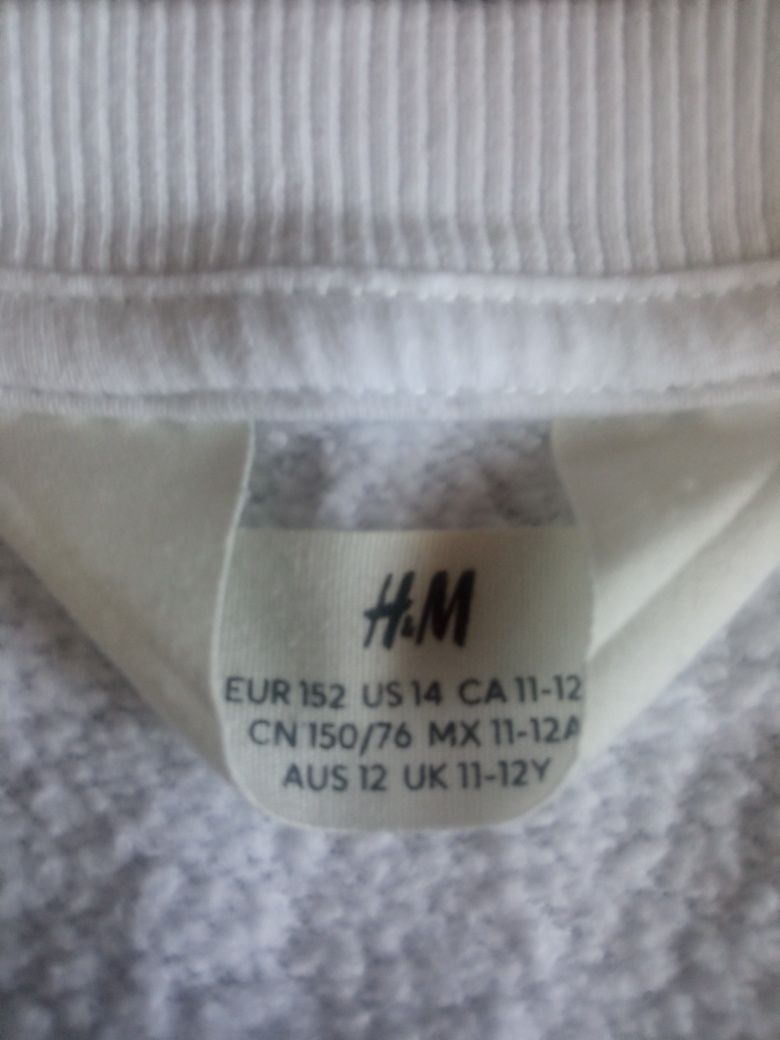 H&M
EUR 152 US 14 CA 11-12
CN 150/76 MX 11-12A
AUS 12 UK 11-12Y